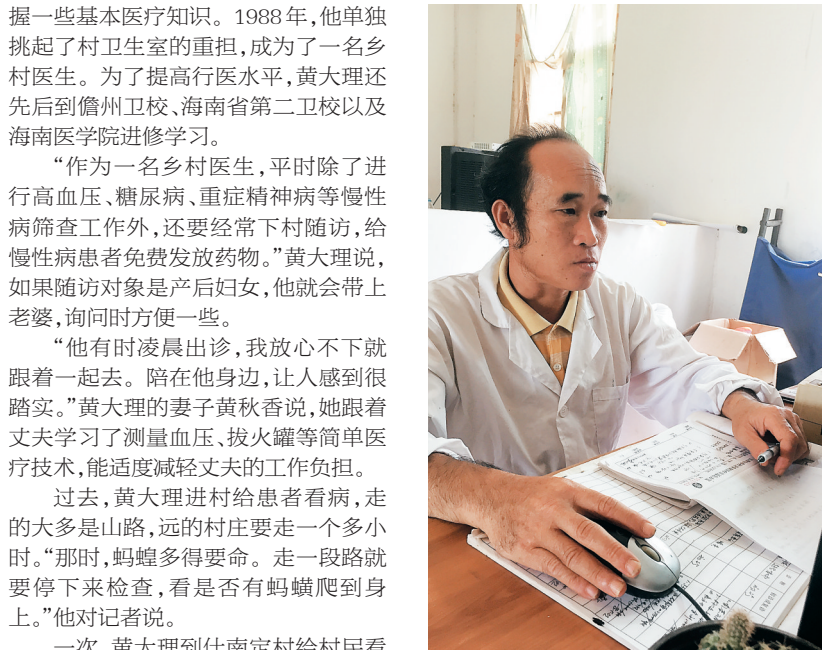 握一些基本医疗知识。1988年,他单独
挑起了村卫生室的重担,成为了一名乡
村医生。为了提高行医水平,黄大理还
先后到儋州卫校、海南省第二卫校以及
海南医学院进修学习。
“作为一名乡村医生,平时除了进
行高血压、糖尿病、重症精神病等慢性
病筛查工作外,还要经常下村随访,给
慢性病患者免费发放药物。”黄大理说,
如果随访对象是产后妇女,他就会带上
老婆,询问时方便一些。
“他有时凌晨出诊,我放心不下就
跟着一起去。陪在他身边,让人感到很
踏实。”黄大理的妻子黄秋香说,她跟着
丈夫学习了测量血压、拔火罐等简单医
疗技术,能适度减轻丈夫的工作负担。
过去,黄大理进村给患者看病,走
的大多是山路,远的村庄要走一个多小
时。“那时,蚂蝗多得要命。走一段路就
要停下来检查,看是否有蚂蟥爬到身
上。”他对记者说。
一次,黄大理到什南定村给村民看